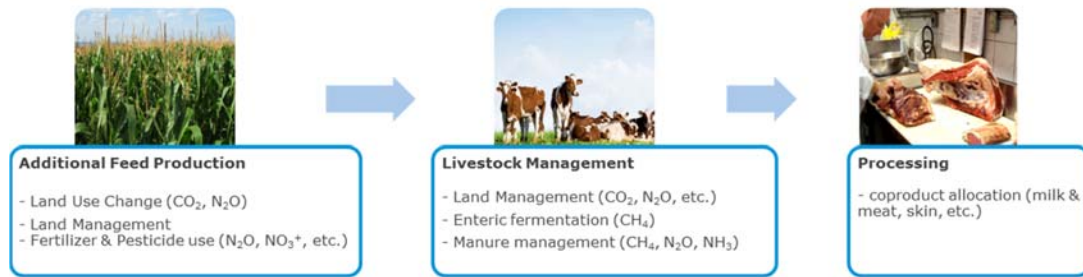 Additional Feed Production
- Land Use Change (CO₂, N₂O)
- Land Management
- Fertilizer & Pesticide use (N₂O, NO₃⁺, etc.)
Livestock Management
- Land Management (CO₂, N₂O, etc.)
- Enteric fermentation (CH₄)
- Manure management (CH₄, N₂O, NH₃)
Processing
- coproduct allocation (milk &
meat, skin, etc.)